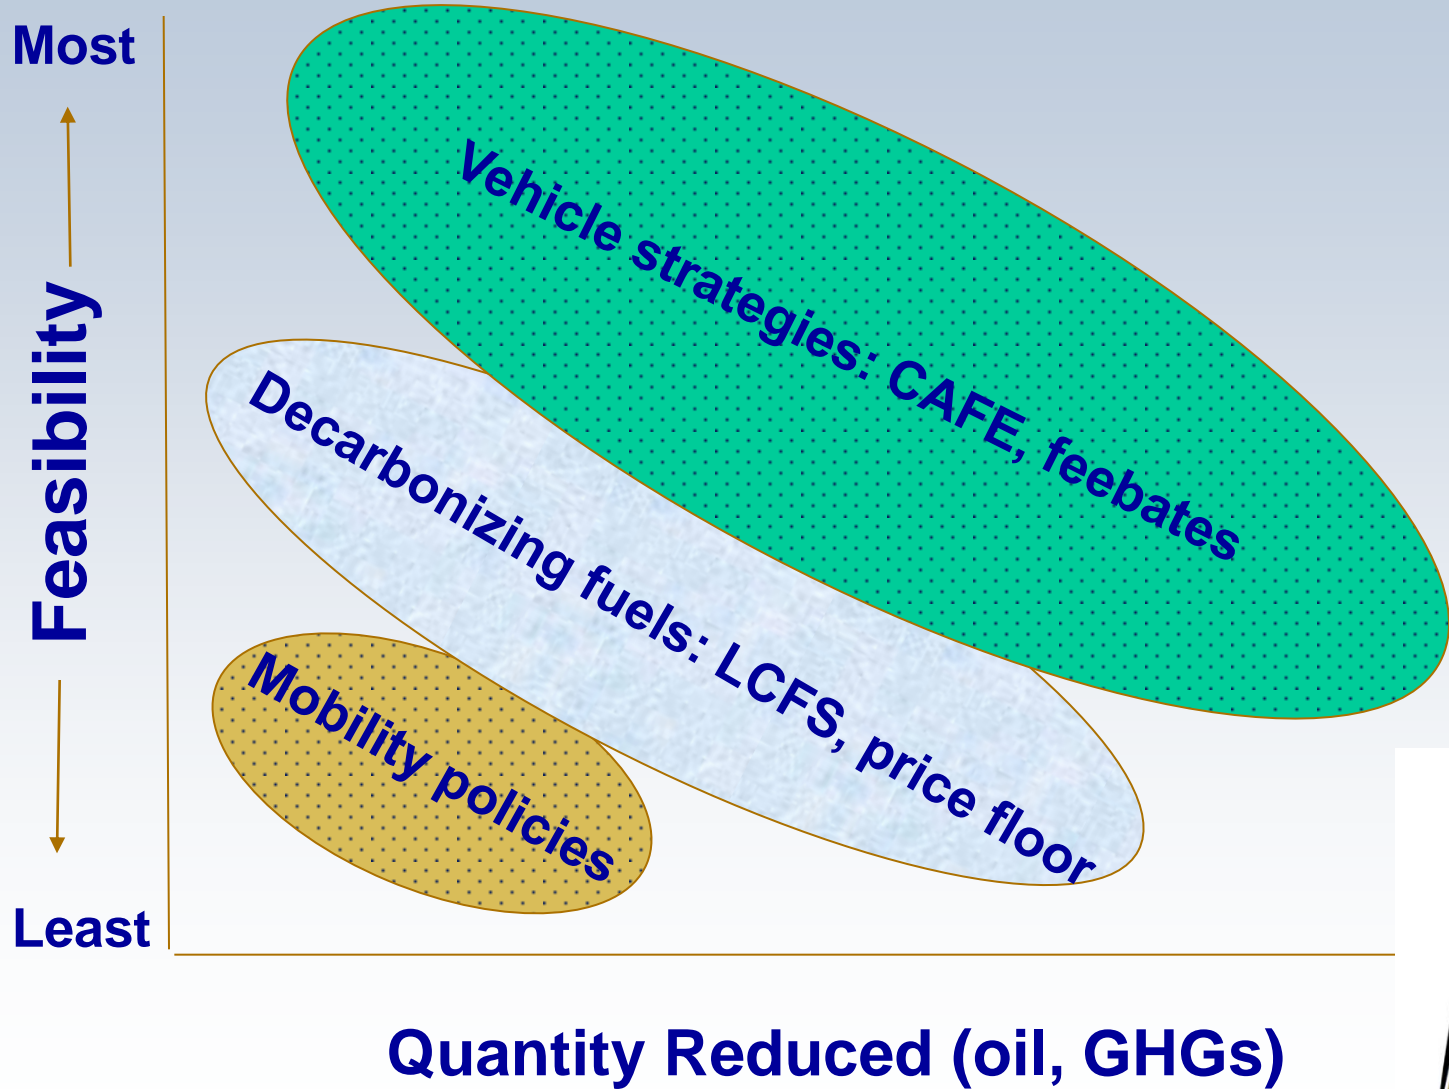 Most
Vehicle strategies: CAFE, feebates
Feasibility
Decarbonizing fuels: LCFS, price floor
Mobility policies
Least
Quantity Reduced (oil, GHGs)